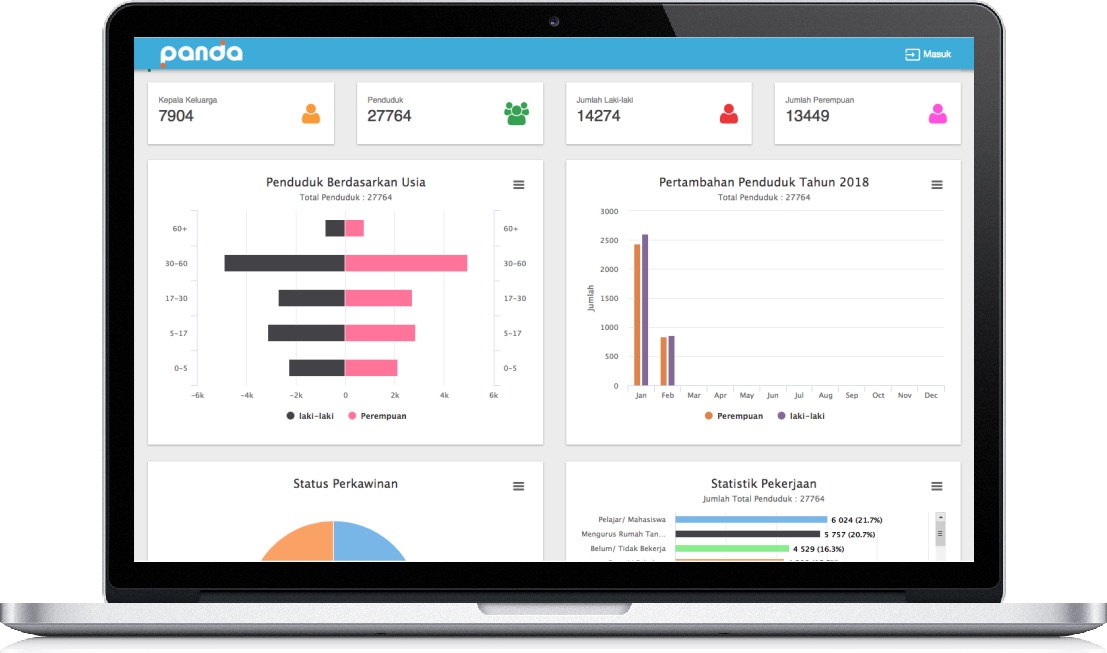 panda
Masuk
Kepala Keluarga
7904
Penduduk
27764
Jumlah Laki-laki
14274
Jumlah Perempuan
13449
Penduduk Berdasarkan Usia
Total Penduduk : 27764
60+ 60+
30-60 30-60
17-30 17-30
5-17 5-17
0-5 0-5
-6k -4k -2k 0 2k 4k 6k
laki-laki Perempuan
Pertambahan Penduduk Tahun 2018
Total Penduduk : 27764
Jumlah
3000
2500
2000
1500
1000
500
0
Jan Feb Mar Apr May Jun Jul Aug Sep Oct Nov Dec
Perempuan laki-laki
Status Perkawinan
Statistik Pekerjaan
Jumlah Total Penduduk : 27764
Pelajar/ Mahasiswa 6 024 (21.7%)
Mengurus Rumah Tan... 5 757 (20.7%)
Belum/ Tidak Bekerja 4 529 (16.3%)